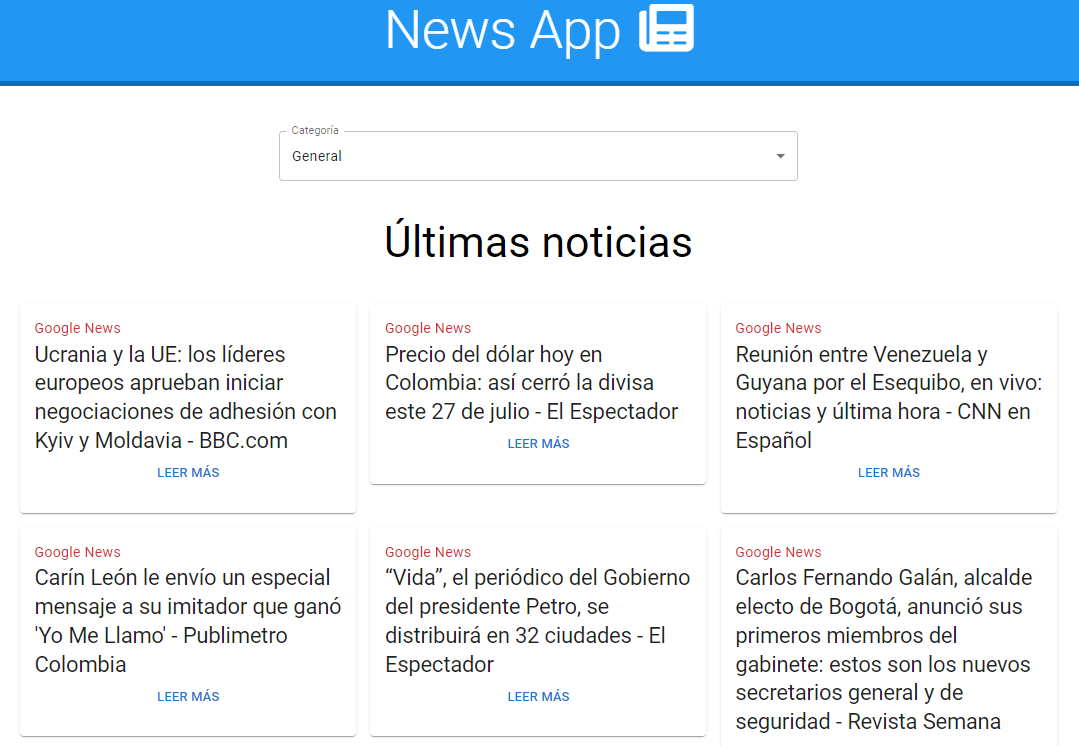 News App
Categoría
General
Últimas noticias
Google News
Ucrania y la UE: los líderes
europeos aprueban iniciar
negociaciones de adhesión con
Kyiv y Moldavia - BBC.com
LEER MÁS
Google News
Precio del dólar hoy en
Colombia: así cerró la divisa
este 27 de julio - El Espectador
LEER MÁS
Google News
Reunión entre Venezuela y
Guyana por el Esequibo, en vivo:
noticias y última hora - CNN en
Español
LEER MÁS
Google News
Carín León le envío un especial
mensaje a su imitador que ganó
'Yo Me Llamo' - Publimetro
Colombia
LEER MÁS
Google News
“Vida”, el periódico del Gobierno
del presidente Petro, se
distribuirá en 32 ciudades - El
Espectador
LEER MÁS
Google News
Carlos Fernando Galán, alcalde
electo de Bogotá, anunció sus
primeros miembros del
gabinete: estos son los nuevos
secretarios general y de
seguridad - Revista Semana